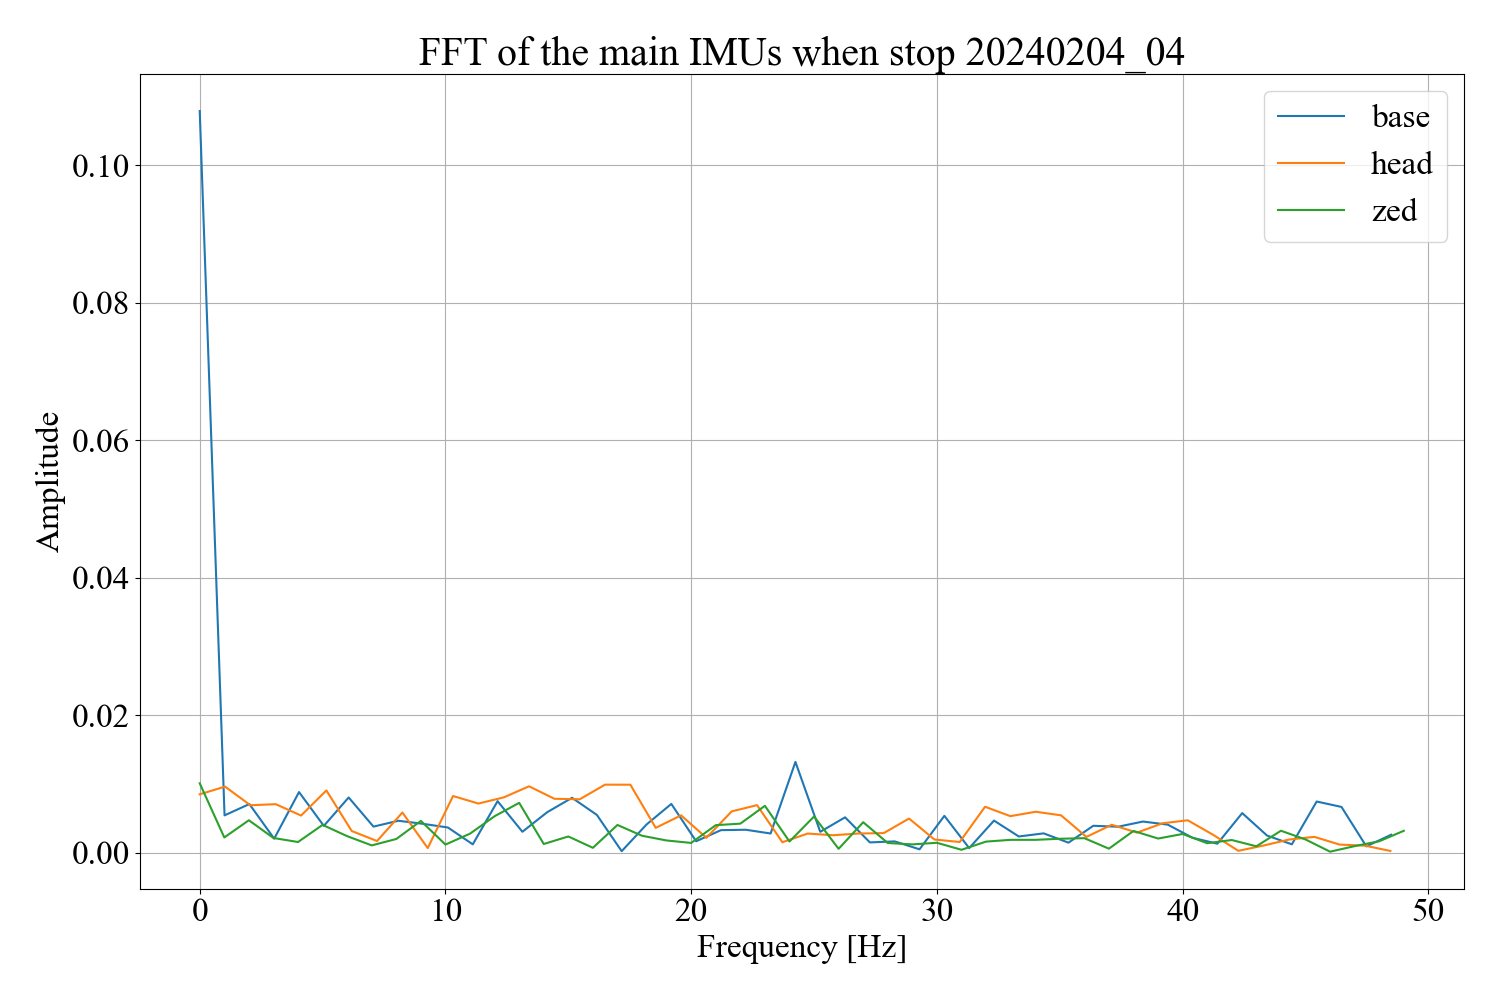 FFT of the main IMUs when stop 20240204_04
base
head
zed
0.10
0.08
0.06
0.04
0.02
0.00
Amplitude
0 10 20 30 40 50
Frequency [Hz]